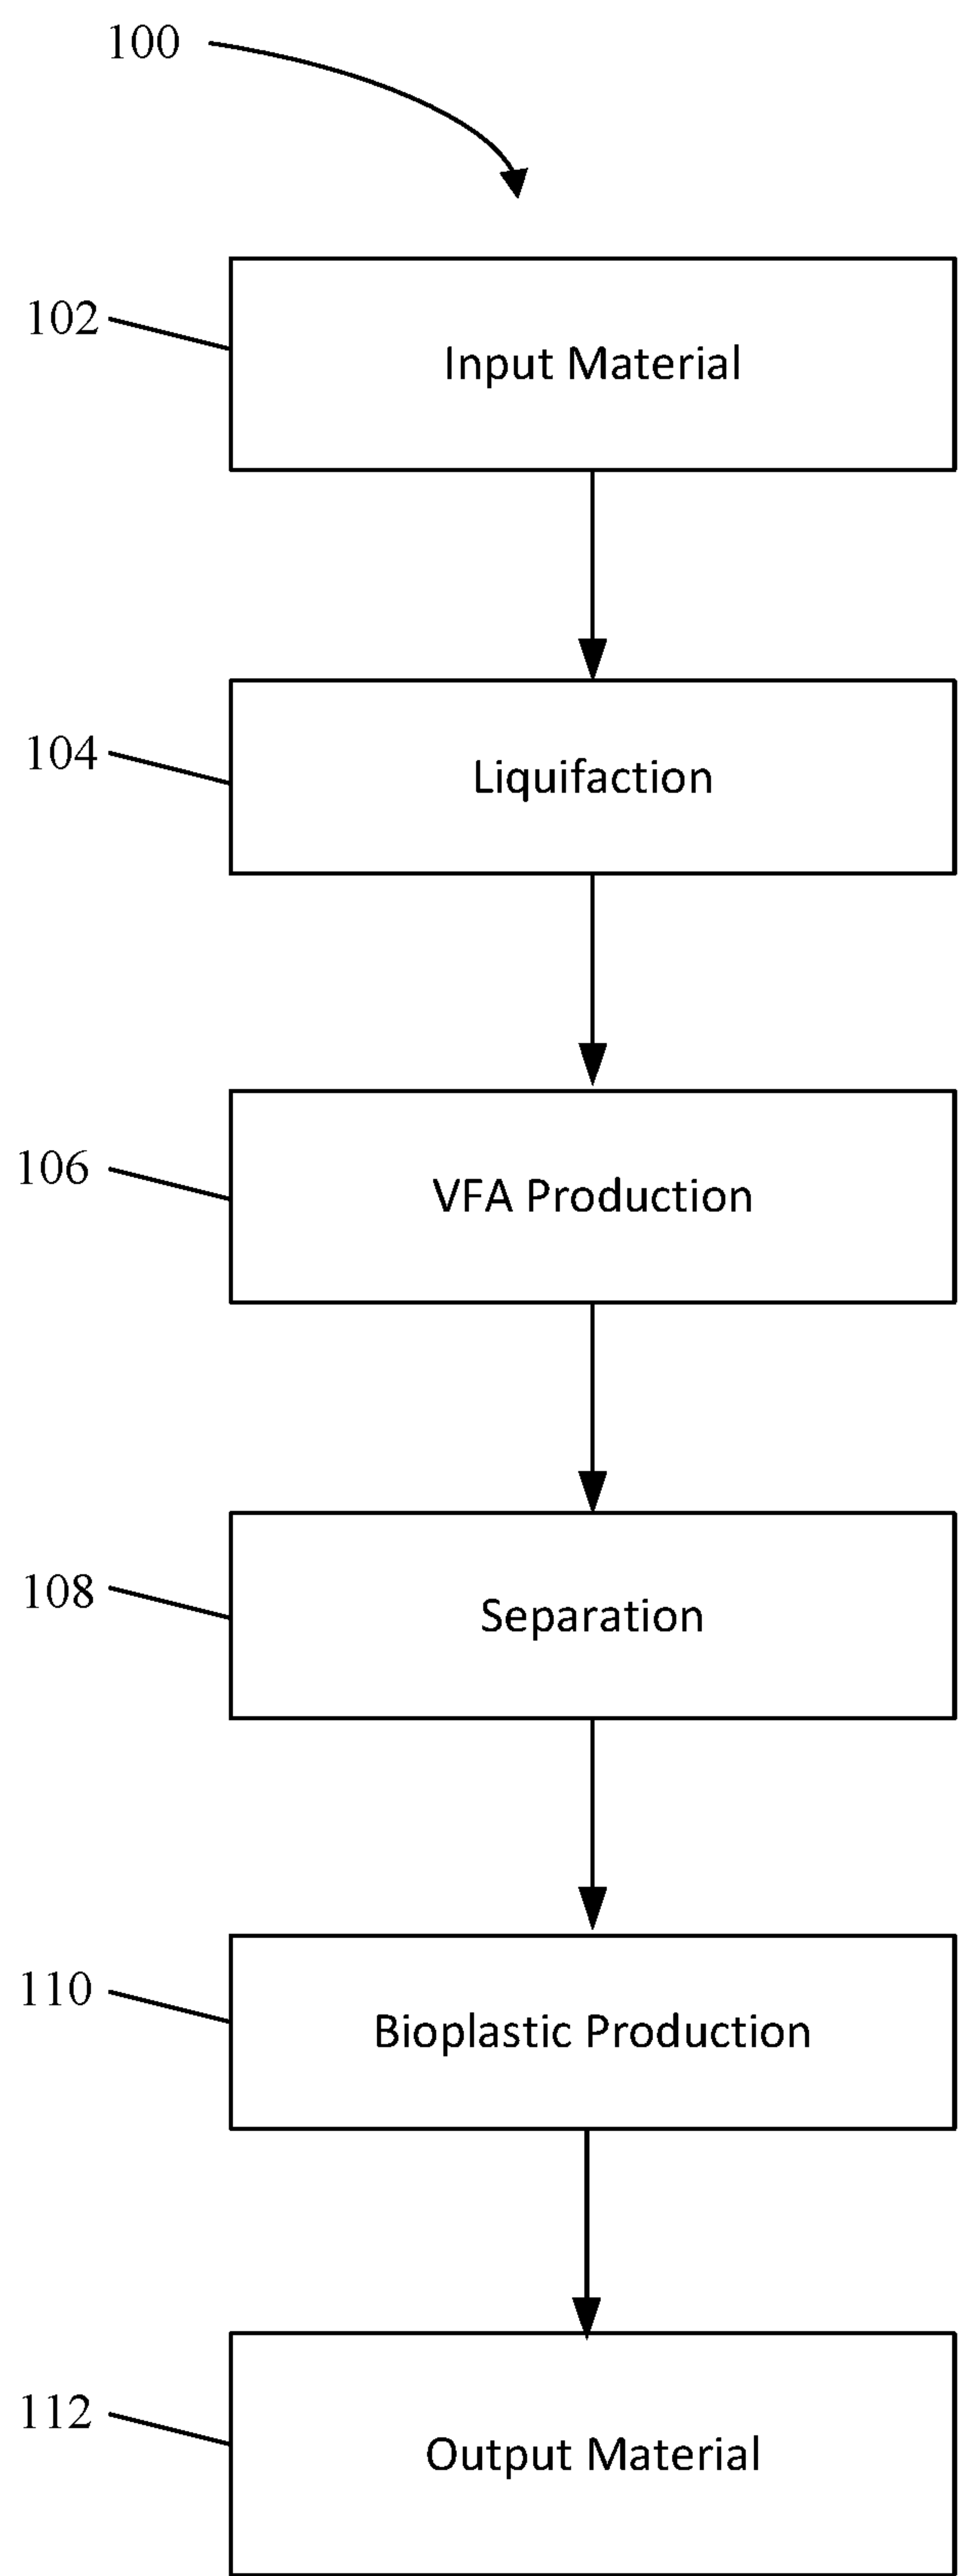 100
102
Input Material
104
Liquifaction
106
VFA Production
108
Separation
110
Bioplastic Production
112
Output Material